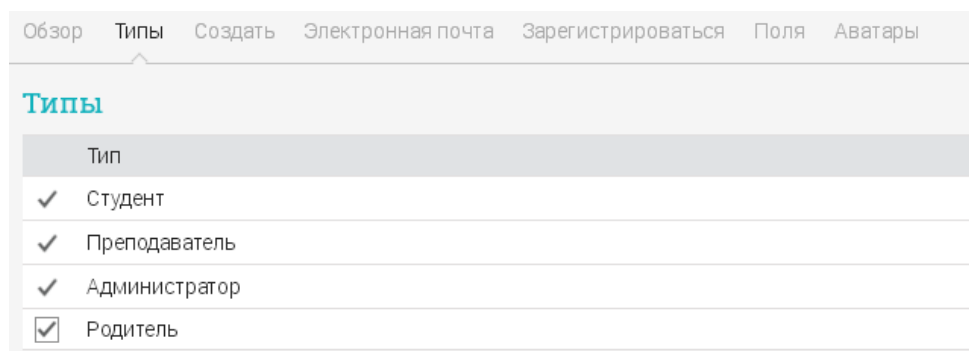 Обзор Типы Создать Электронная почта Зарегистрироваться Поля Аватары
Типы
Тип
Студент
Преподаватель
Администратор
Родитель